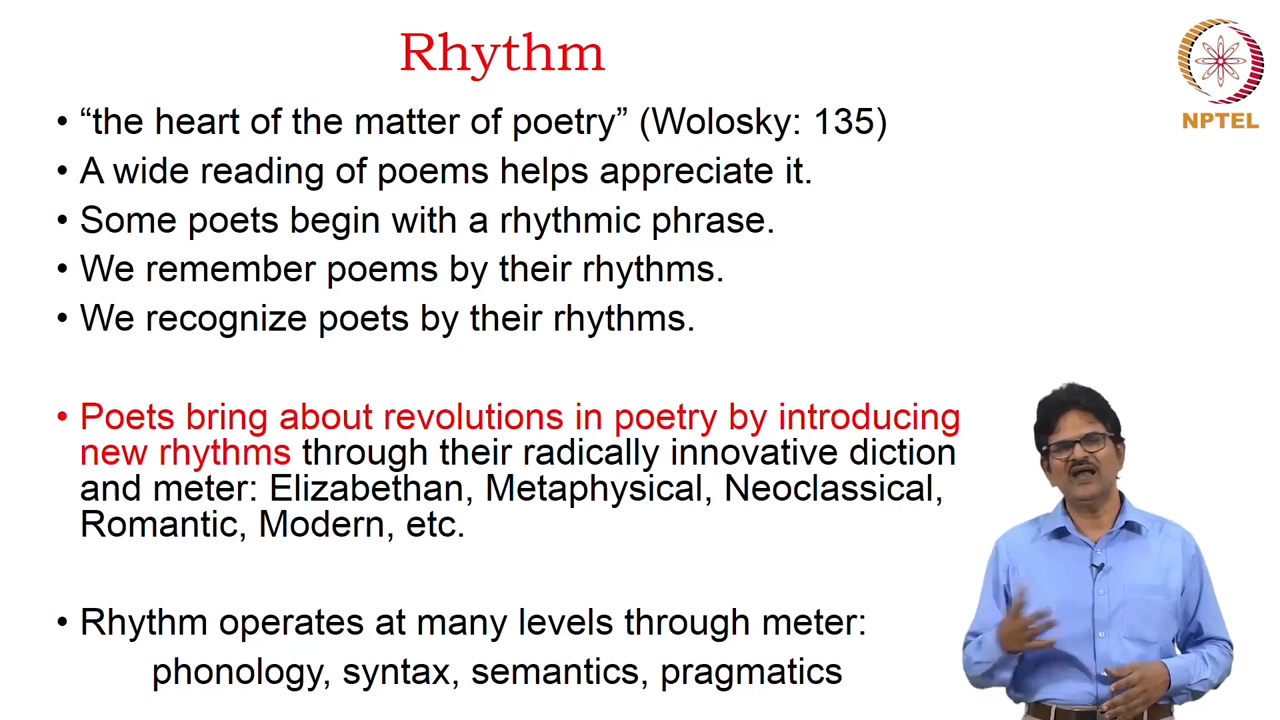 Rhythm
NPTEL
• “the heart of the matter of poetry” (Wolosky: 135)
• A wide reading of poems helps appreciate it.
• Some poets begin with a rhythmic phrase.
• We remember poems by their rhythms.
• We recognize poets by their rhythms.
• Poets bring about revolutions in poetry by introducing
new rhythms through their radically innovative diction
and meter: Elizabethan, Metaphysical, Neoclassical,
Romantic, Modern, etc.
• Rhythm operates at many levels through meter:
phonology, syntax, semantics, pragmatics